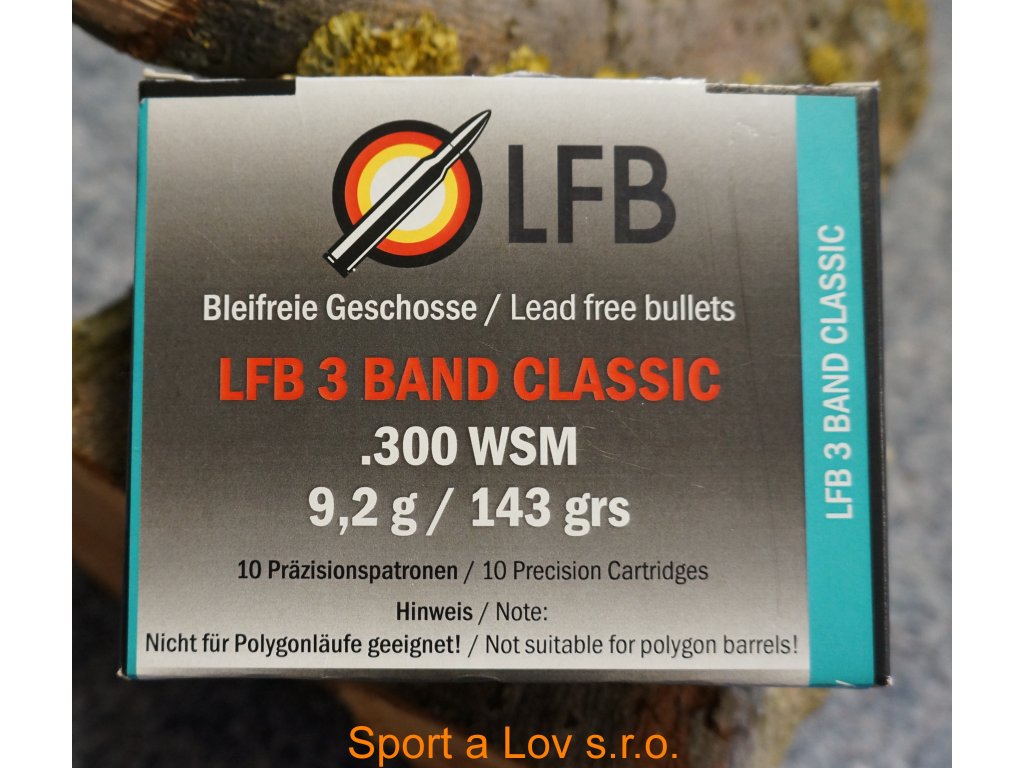 LFB
Bleifreie Geschosse / Lead free bullets
LFB 3 BAND CLASSIC
.300 WSM
9,2 g / 143 grs
10 Präzisionspatronen / 10 Precision Cartridges
Hinweis / Note:
Nicht für Polygonläufe geeignet! / Not suitable for polygon barrels!
LFB 3 BAND CLASSIC
Sport a Lov s.r.o.